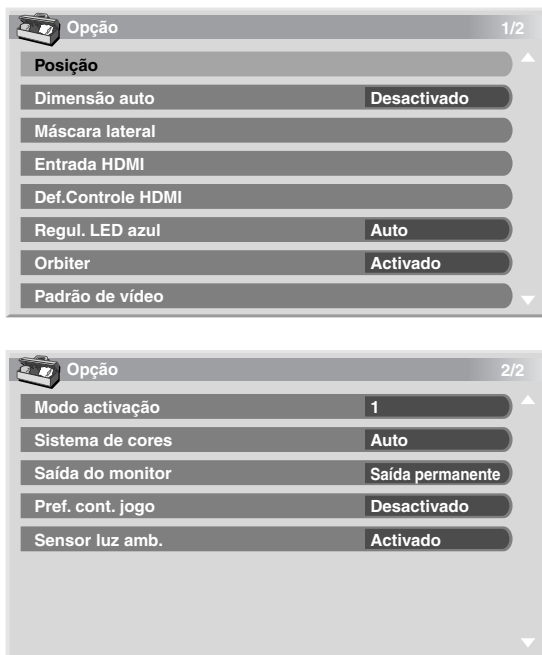 Opção 1/2
Posição
Dimensão auto Desactivado
Máscara lateral
Entrada HDMI
Def.Controle HDMI
Regul. LED azul Auto
Orbiter Activado
Padrão de vídeo
Opção 2/2
Modo activação 1
Sistema de cores Auto
Saída do monitor Saída permanente
Pref. cont. jogo Desactivado
Sensor luz amb. Activado